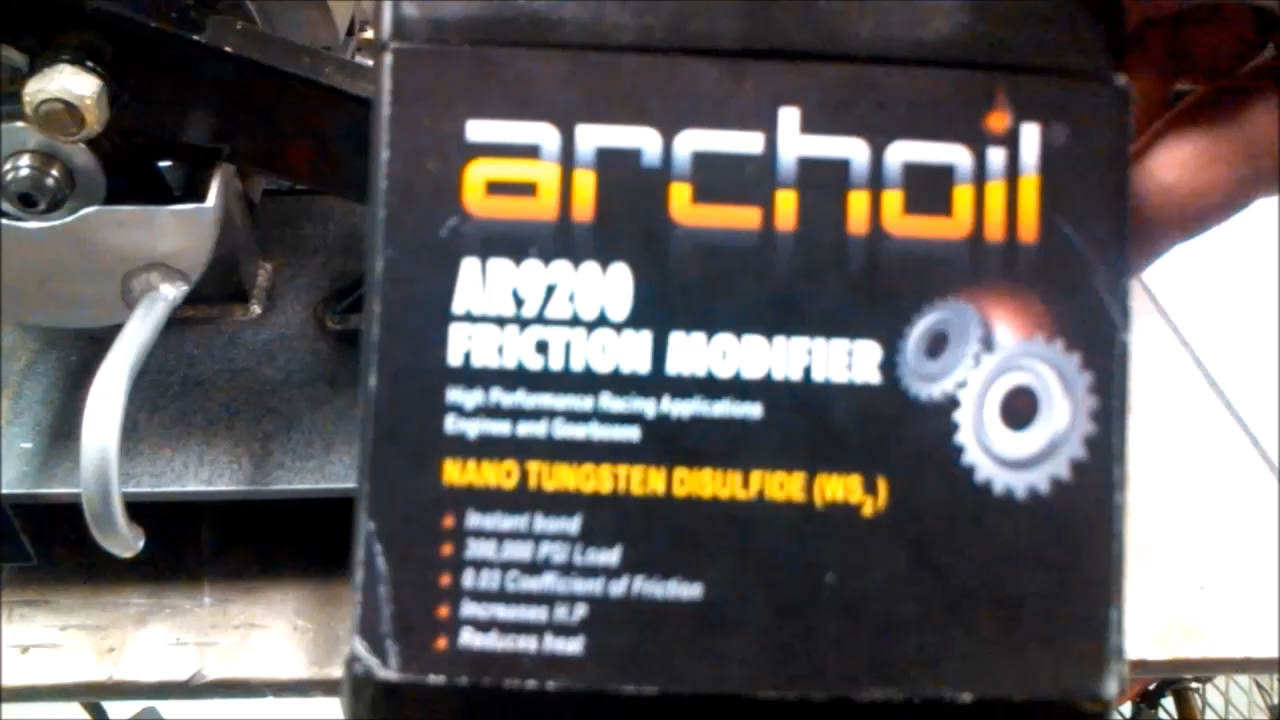 archoil
AR9200
FRICTION MODIFIER
High Performance Racing Applications
Engines and Gearboxes
NANO TUNGSTEN DISULFIDE (WS₂)
Instant bond
300,000 PSI Load
0.03 Coefficient of Friction
Increases H.P
Reduces heat